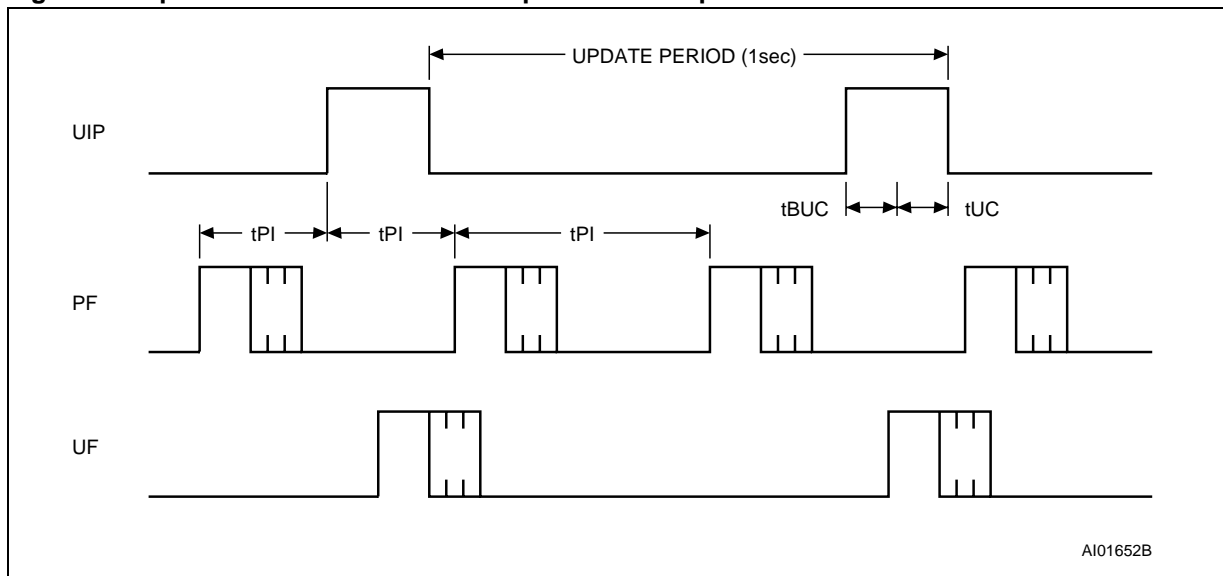 UPDATE PERIOD (1sec)
UIP
tBUC
tUC
tPI
tPI
tPI
PF
UF
AI01652B